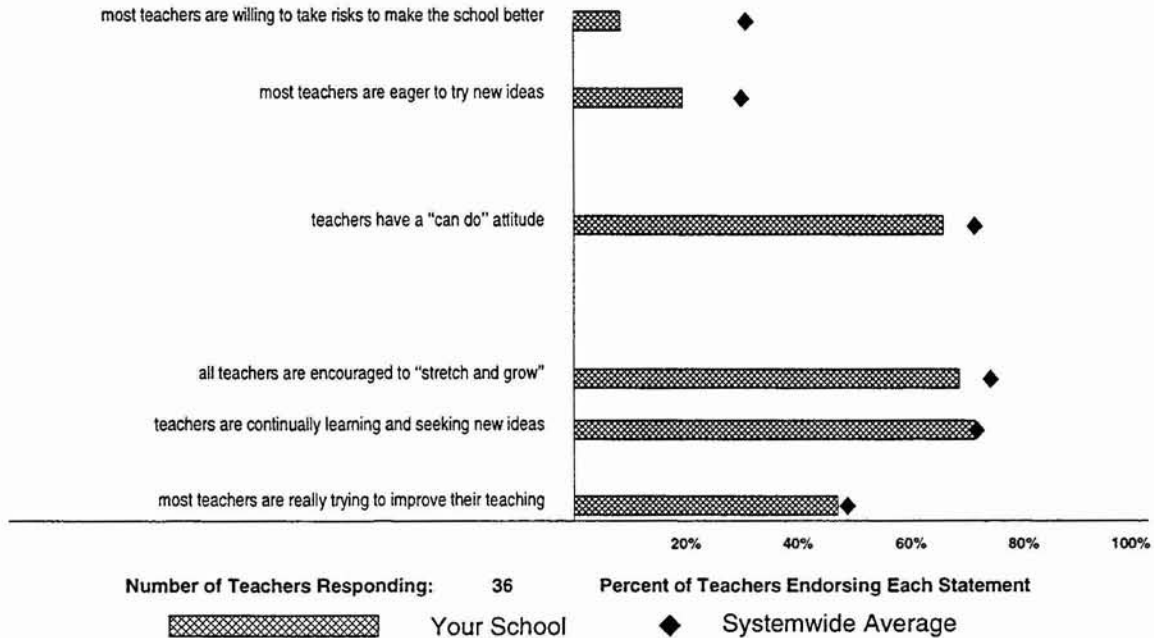 most teachers are willing to take risks to make the school better
most teachers are eager to try new ideas
teachers have a "can do" attitude
all teachers are encouraged to "stretch and grow"
teachers are continually learning and seeking new ideas
most teachers are really trying to improve their teaching
20% 40% 60% 80% 100%
Number of Teachers Responding: 36 Percent of Teachers Endorsing Each Statement
Your School Systemwide Average